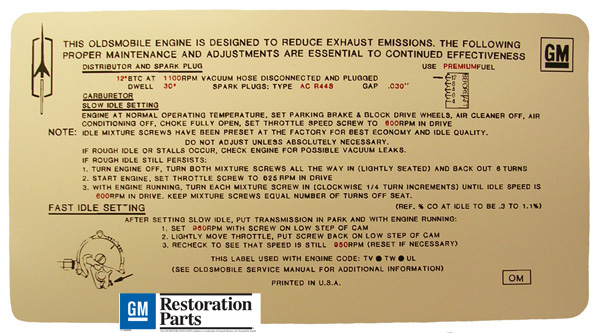 THIS OLDSMOBILE ENGINE IS DESIGNED TO REDUCE EXHAUST EMISSIONS. THE FOLLOWING
PROPER MAINTENANCE AND ADJUSTMENTS ARE ESSENTIAL TO CONTINUED EFFECTIVENESS
GM
DISTRIBUTOR AND SPARK PLUG
USE PREMIUM FUEL
12° BTC AT 1100RPM VACUUM HOSE DISCONNECTED AND PLUGGED
DWELL 30° SPARK PLUGS: TYPE AC R44S GAP .030"
CARBURETOR
SLOW IDLE SETTING
ENGINE AT NORMAL OPERATING TEMPERATURE, SET PARKING BRAKE & BLOCK DRIVE WHEELS, AIR CLEANER OFF, AIR
CONDITIONING OFF, CHOKE FULLY OPEN, SET THROTTLE SPEED SCREW TO 600RPM IN DRIVE
NOTE: IDLE MIXTURE SCREWS HAVE BEEN PRESET AT THE FACTORY FOR BEST ECONOMY AND IDLE QUALITY.
DO NOT ADJUST UNLESS ABSOLUTELY NECESSARY.
IF ROUGH IDLE OR STALLS OCCUR, CHECK ENGINE FOR POSSIBLE VACUUM LEAKS.
IF ROUGH IDLE STILL PERSISTS:
1. TURN ENGINE OFF, TURN BOTH MIXTURE SCREWS ALL THE WAY IN (LIGHTLY SEATED) AND BACK OUT 6 TURNS
2. START ENGINE, SET THROTTLE SCREW TO 625RPM IN DRIVE
3. WITH ENGINE RUNNING, TURN EACH MIXTURE SCREW IN (CLOCKWISE 1/4 TURN INCREMENTS) UNTIL IDLE SPEED IS
600RPM IN DRIVE. KEEP MIXTURE SCREWS EQUAL NUMBER OF TURNS OFF SEAT.
FAST IDLE SETTING
(REF. % CO AT IDLE TO BE .3 TO 1.1%)
AFTER SETTING SLOW IDLE, PUT TRANSMISSION IN PARK AND WITH ENGINE RUNNING:
1. SET 950RPM WITH SCREW ON LOW STEP OF CAM
2. LIGHTLY MOVE THROTTLE, PUT SCREW BACK ON LOW STEP OF CAM
3. RECHECK TO SEE THAT SPEED IS STILL 950RPM (RESET IF NECESSARY)
THIS LABEL USED WITH ENGINE CODE: TV ● TW ● UL
(SEE OLDSMOBILE SERVICE MANUAL FOR ADDITIONAL INFORMATION)
PRINTED IN U.S.A.
OM
GM
Restoration
Parts